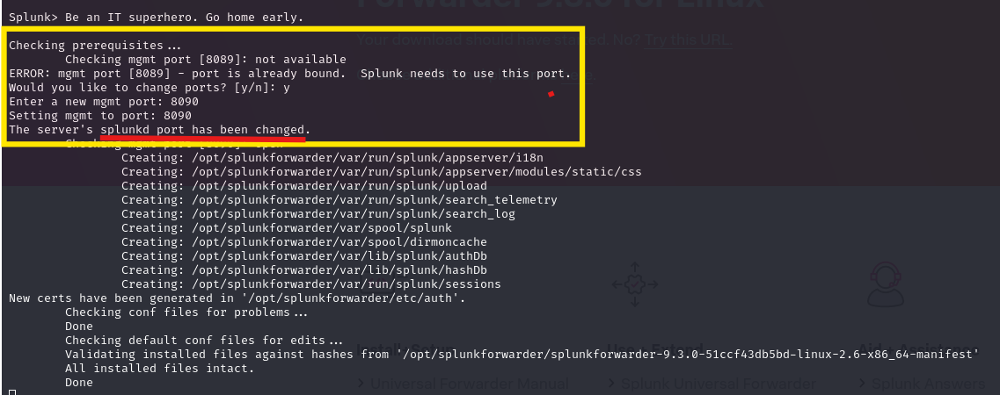 Forwarder 9.3.0 for Linux
Splunk> Be an IT superhero. Go home early.
Your download should have started. No? Try this URL.
Checking prerequisites...
Checking mgmt port [8089]: not available
ERROR: mgmt port [8089] - port is already bound.  Splunk needs to use this port.
Would you like to change ports? [y/n]: y
Enter a new mgmt port: 8090
Setting mgmt to port: 8090
The server's splunkd port has been changed.
Checking mgmt port [8090]: open
Creating: /opt/splunkforwarder/var/run/splunk/appserver/i18n
Creating: /opt/splunkforwarder/var/run/splunk/appserver/modules/static/css
Creating: /opt/splunkforwarder/var/run/splunk/upload
Creating: /opt/splunkforwarder/var/run/splunk/search_telemetry
Creating: /opt/splunkforwarder/var/run/splunk/search_log
Creating: /opt/splunkforwarder/var/spool/splunk
Creating: /opt/splunkforwarder/var/spool/dirmoncache
Creating: /opt/splunkforwarder/var/lib/splunk/authDb
Creating: /opt/splunkforwarder/var/lib/splunk/hashDb
Creating: /opt/splunkforwarder/var/run/splunk/sessions
New certs have been generated in '/opt/splunkforwarder/etc/auth'.
Checking conf files for problems...
Done
Checking default conf files for edits...
Validating installed files against hashes from '/opt/splunkforwarder/splunkforwarder-9.3.0-51ccf43db5bd-linux-2.6-x86_64-manifest'
All installed files intact.
Done
Universal Forwarder Manual
Splunk Universal Forwarder
Splunk Answers